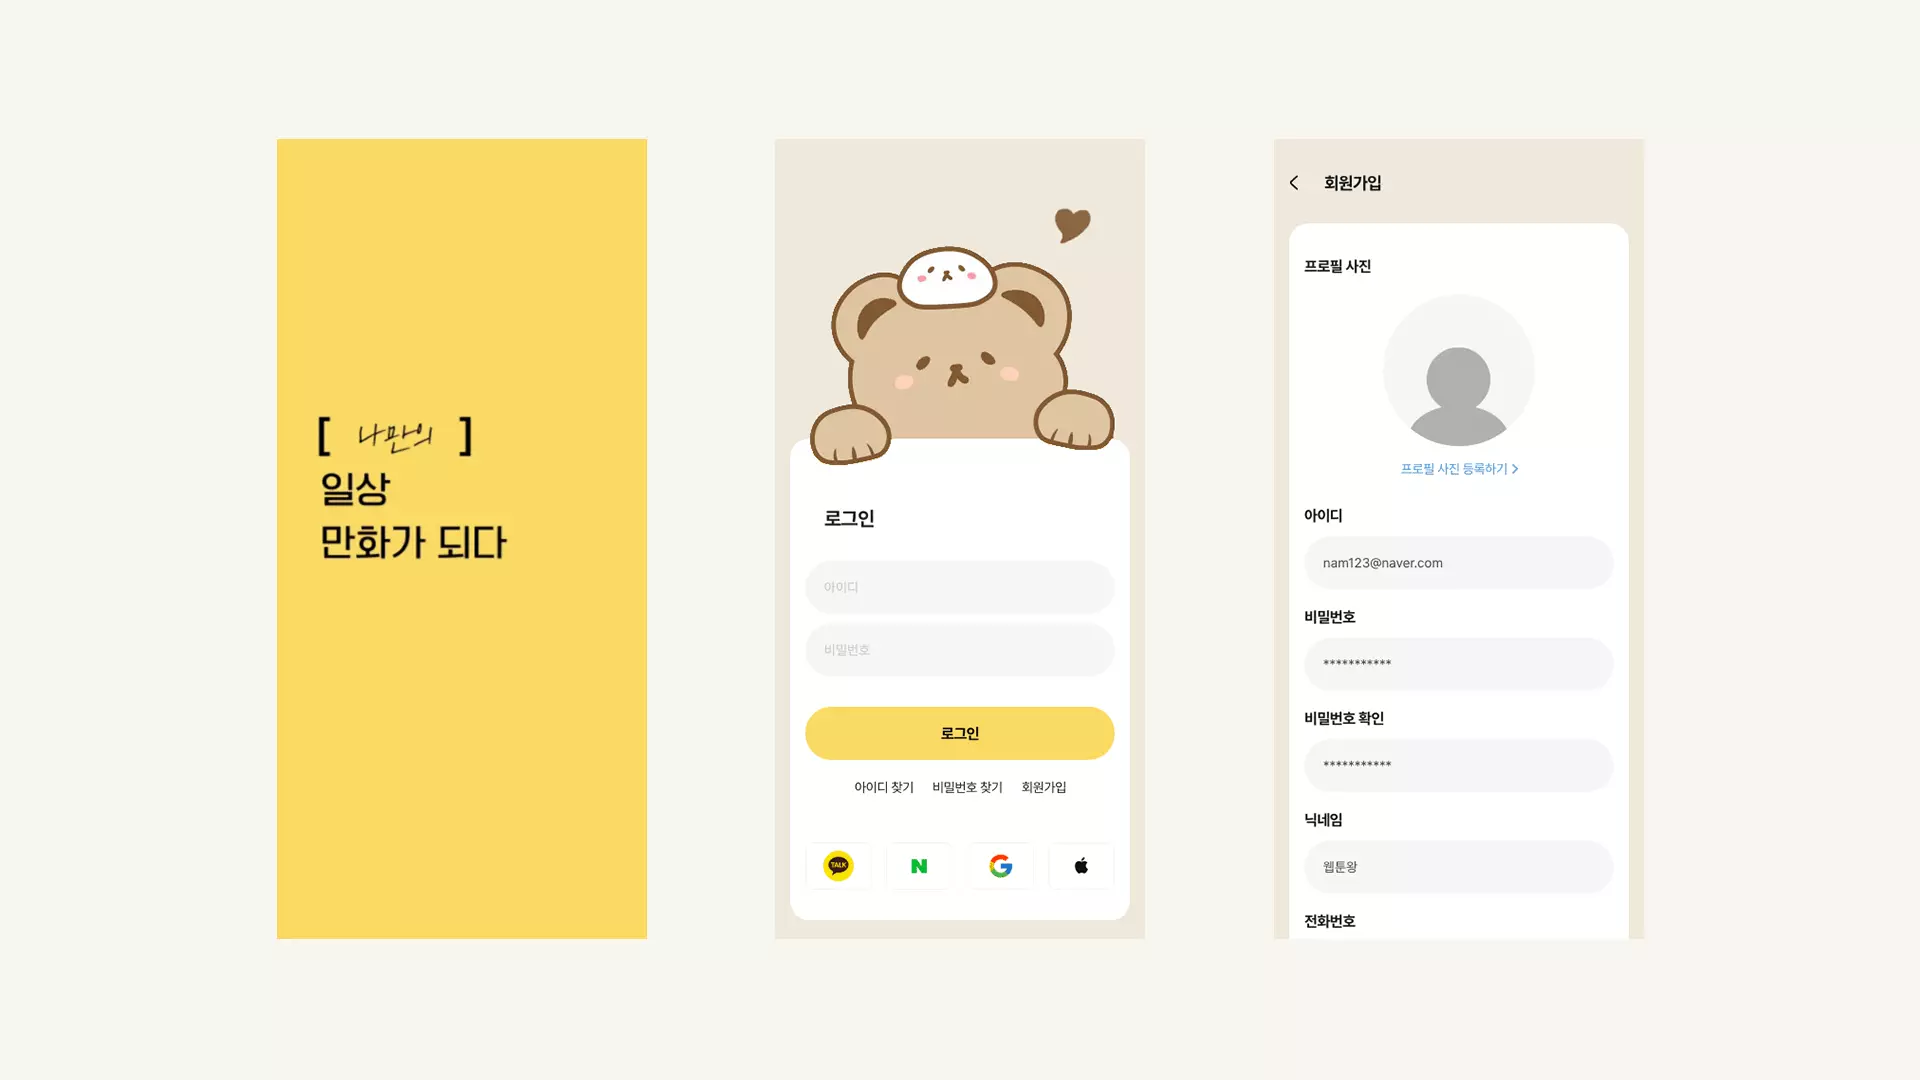 [ 나만의 ]
일상
만화가 되다
로그인
아이디
비밀번호
로그인
아이디 찾기 비밀번호 찾기 회원가입
TALK
N
G
회원가입
프로필 사진
프로필 사진 등록하기 >
아이디
nam123@naver.com
비밀번호
***********
비밀번호 확인
***********
닉네임
웹툰왕
전화번호